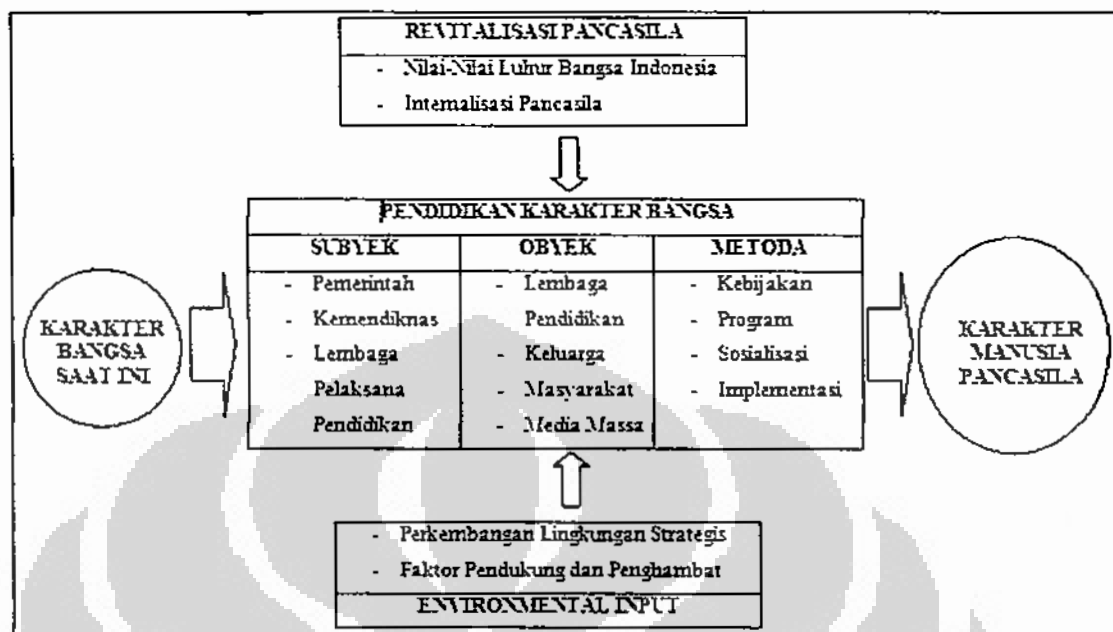 REVITALISASI PANCASILA
- Nilai-Nilai Luhur Bangsa Indonesia
- Internalisasi Pancasila
PENDIDIKAN KARAKTER BANGSA
SUBYEK
- Pemerintah
- Kemendiknas
- Lembaga
Pelaksana
Pendidikan
OBYEK
- Lembaga
Pendidikan
- Keluarga
- Masyarakat
- Media Massa
METODA
- Kebijakan
- Program
- Sosialisasi
- Implementasi
KARAKTER
BANGSA
SAAT INI
KARAKTER
MANUSIA
PANCASILA
- Perkembangan Lingkungan Strategis
- Faktor Pendukung dan Penghambat
ENVIRONMENTAL INPUT